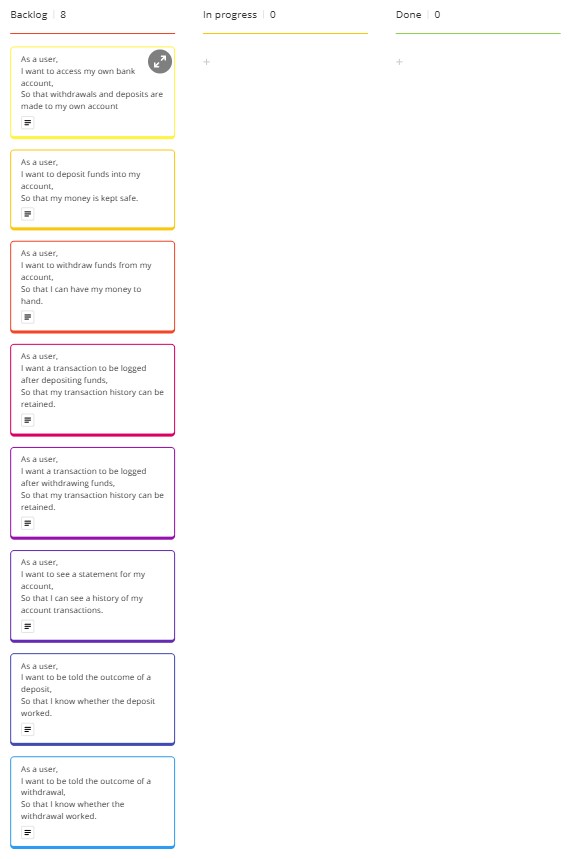 Backlog | 8
In progress | 0
Done | 0
+
+
As a user,
I want to access my own bank
account,
So that withdrawals and deposits are
made to my own account
As a user,
I want to deposit funds into my
account,
So that my money is kept safe.
As a user,
I want to withdraw funds from my
account,
So that I can have my money to
hand.
As a user,
I want a transaction to be logged
after depositing funds,
So that my transaction history can be
retained.
As a user,
I want a transaction to be logged
after withdrawing funds,
So that my transaction history can be
retained.
As a user,
I want to see a statement for my
account,
So that I can see a history of my
account transactions.
As a user,
I want to be told the outcome of a
deposit,
So that I know whether the deposit
worked.
As a user,
I want to be told the outcome of a
withdrawal,
So that I know whether the
withdrawal worked.